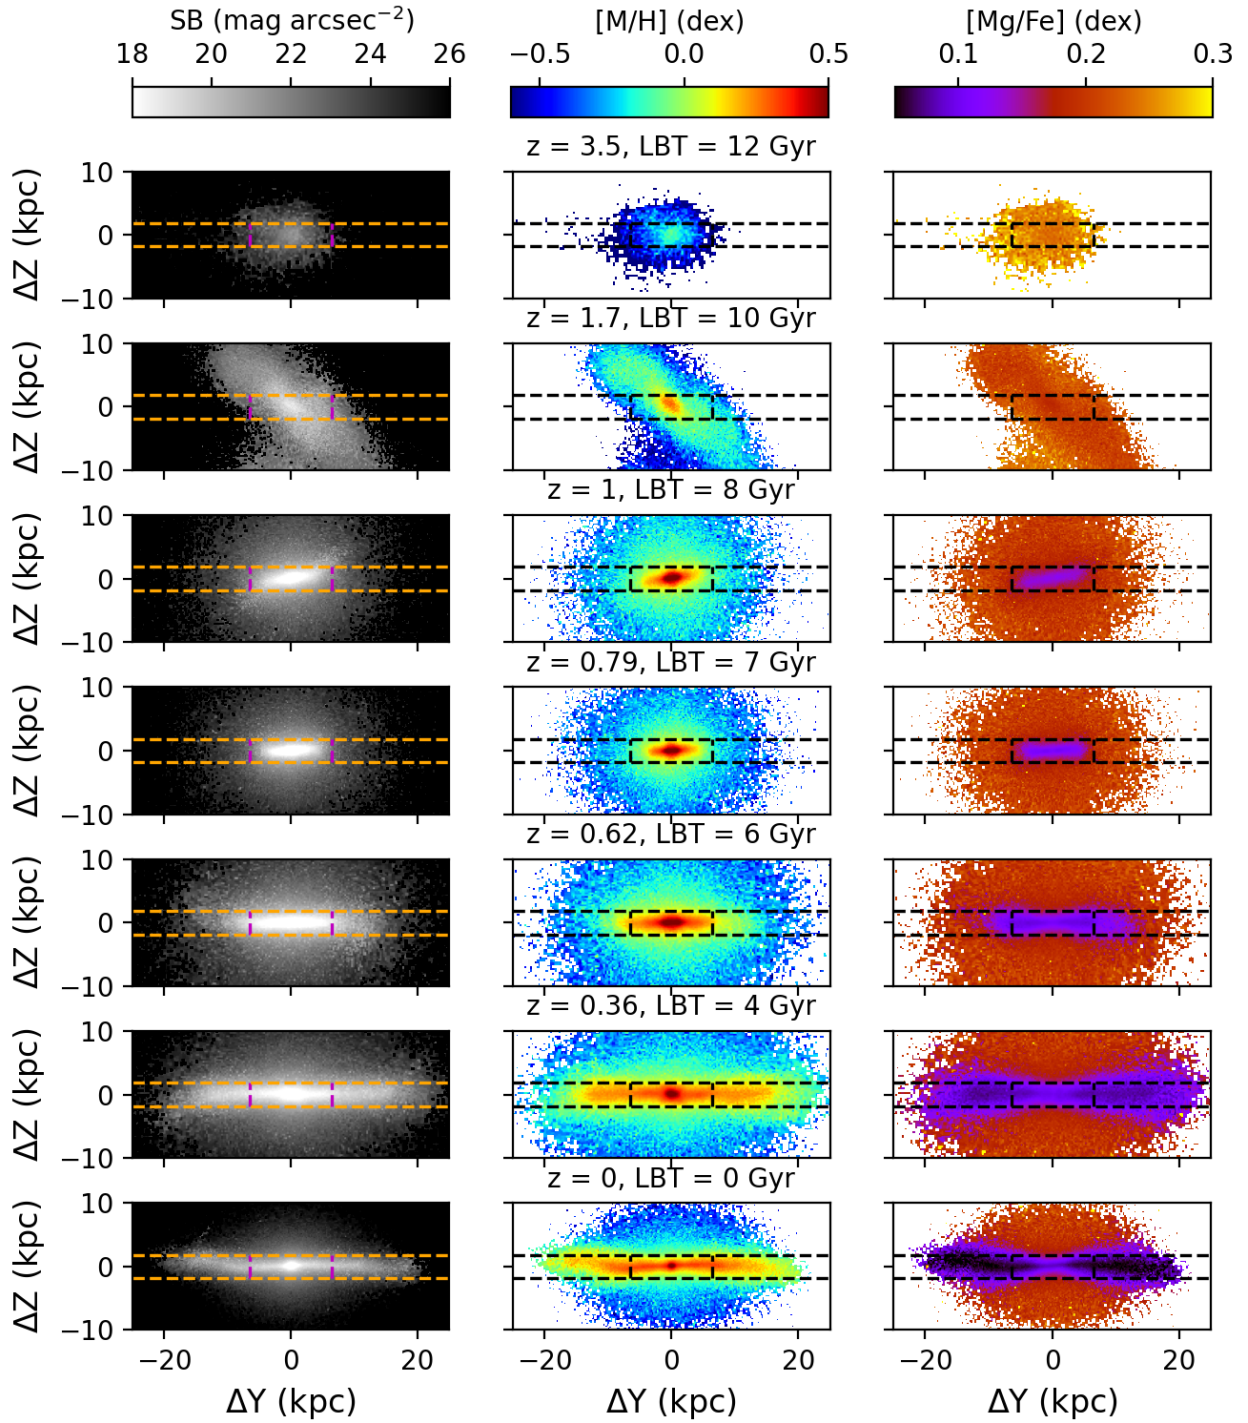 SB (mag arcsec⁻²) [M/H] (dex) [Mg/Fe] (dex)
18 20 22 24 26 −0.5 0.0 0.5 0.1 0.2 0.3
z = 3.5, LBT = 12 Gyr
10
0
−10
ΔZ (kpc)
z = 1.7, LBT = 10 Gyr
10
0
−10
ΔZ (kpc)
z = 1, LBT = 8 Gyr
10
0
−10
ΔZ (kpc)
z = 0.79, LBT = 7 Gyr
10
0
−10
ΔZ (kpc)
z = 0.62, LBT = 6 Gyr
10
0
−10
ΔZ (kpc)
z = 0.36, LBT = 4 Gyr
10
0
−10
ΔZ (kpc)
z = 0, LBT = 0 Gyr
10
0
−10
ΔZ (kpc)
−20 0 20 −20 0 20 −20 0 20
ΔY (kpc) ΔY (kpc) ΔY (kpc)